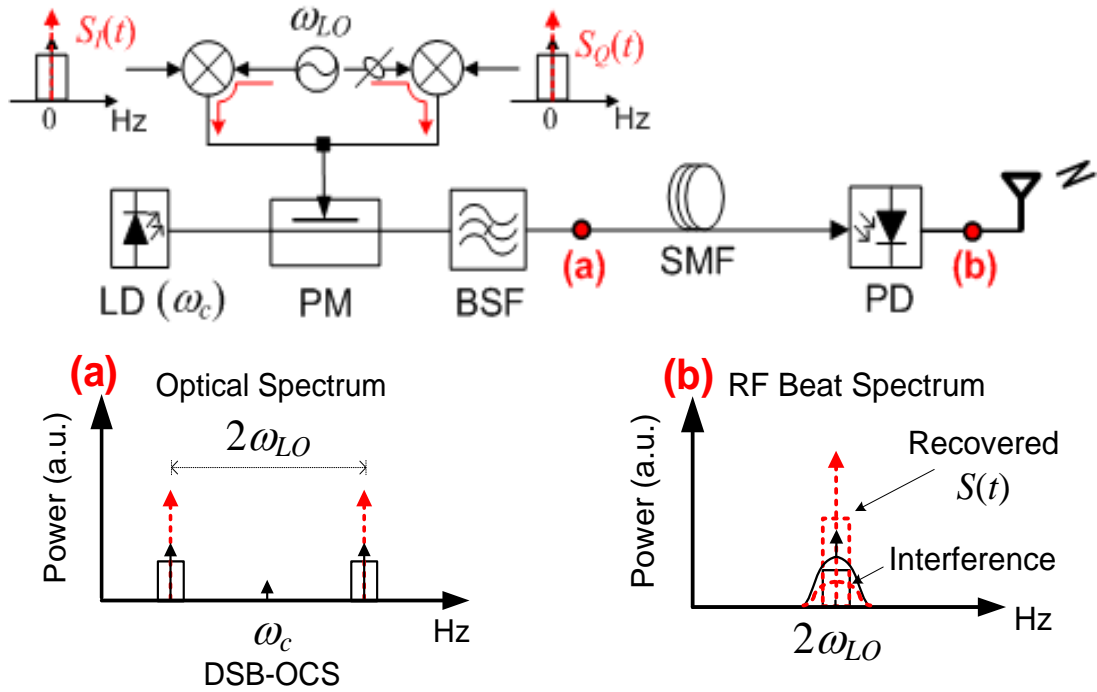 S_I(t)
ω_LO
S_Q(t)
0
Hz
0
Hz
LD (ω_c)
PM
BSF
(a)
SMF
PD
(b)
(a)
Optical Spectrum
Power (a.u.)
2ω_LO
ω_c
Hz
DSB-OCS
(b)
RF Beat Spectrum
Power (a.u.)
Recovered
S(t)
Interference
2ω_LO
Hz